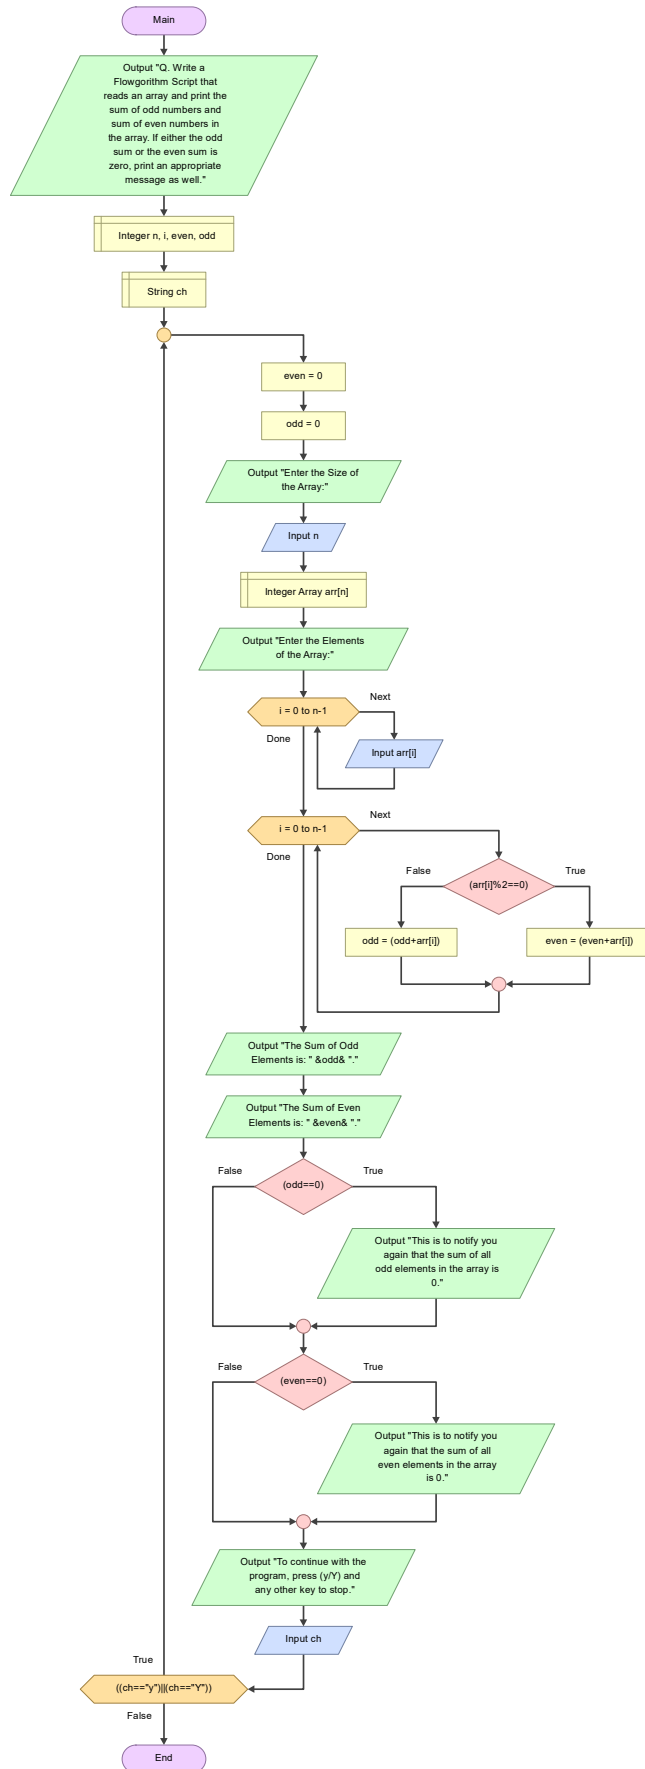 Main
Output "Q. Write a
Flowgorithm Script that
reads an array and print the
sum of odd numbers and
sum of even numbers in
the array. If either the odd
sum or the even sum is
zero, print an appropriate
message as well."
Integer n, i, even, odd
String ch
even = 0
odd = 0
Output "Enter the Size of
the Array:"
Input n
Integer Array arr[n]
Output "Enter the Elements
of the Array:"
i = 0 to n-1
Next
Done
Input arr[i]
i = 0 to n-1
Next
Done
False
(arr[i]%2==0)
True
odd = (odd+arr[i])
even = (even+arr[i])
Output "The Sum of Odd
Elements is: " &odd& "."
Output "The Sum of Even
Elements is: " &even& "."
False
(odd==0)
True
Output "This is to notify you
again that the sum of all
odd elements in the array is
0."
False
(even==0)
True
Output "This is to notify you
again that the sum of all
even elements in the array
is 0."
Output "To continue with the
program, press (y/Y) and
any other key to stop."
Input ch
True
((ch=="y")||(ch=="Y"))
False
End